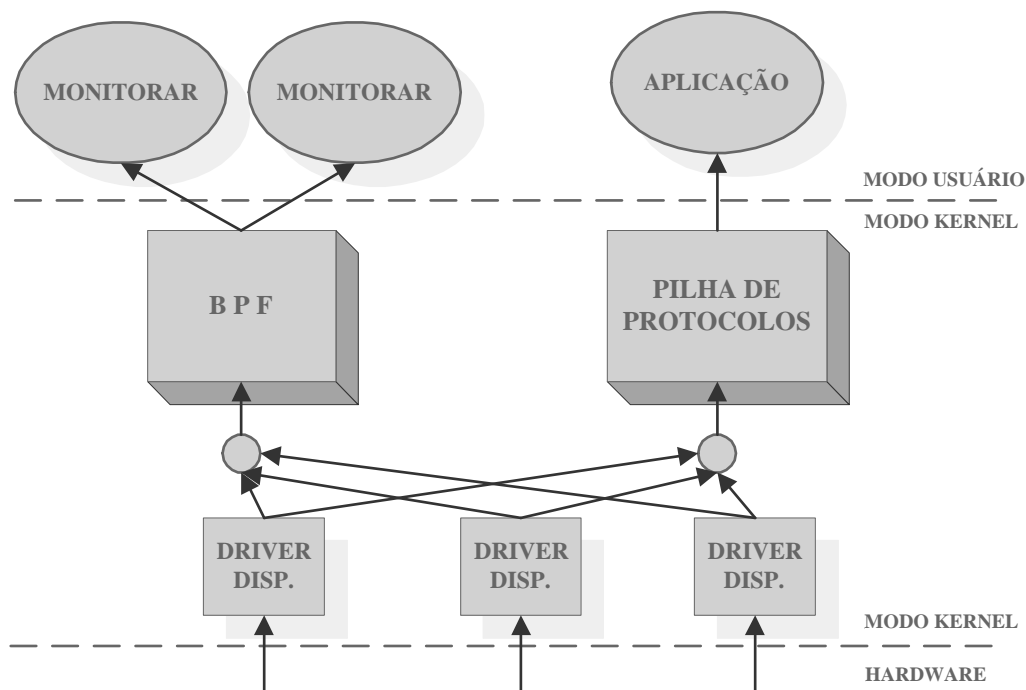 MONITORAR
MONITORAR
APLICAÇÃO
MODO USUÁRIO
MODO KERNEL
B P F
PILHA DE
PROTOCOLOS
DRIVER
DISP.
DRIVER
DISP.
DRIVER
DISP.
MODO KERNEL
HARDWARE